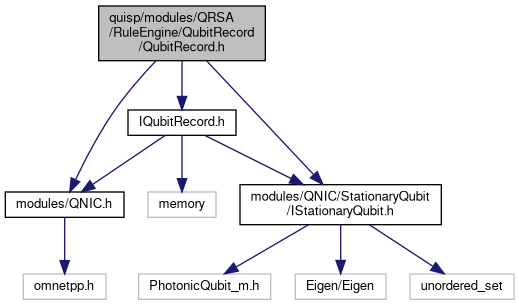 quisp/modules/QRSA
/RuleEngine/QubitRecord
/QubitRecord.h
IQubitRecord.h
modules/QNIC.h
memory
modules/QNIC/StationaryQubit
/IStationaryQubit.h
omnetpp.h
PhotonicQubit_m.h
Eigen/Eigen
unordered_set